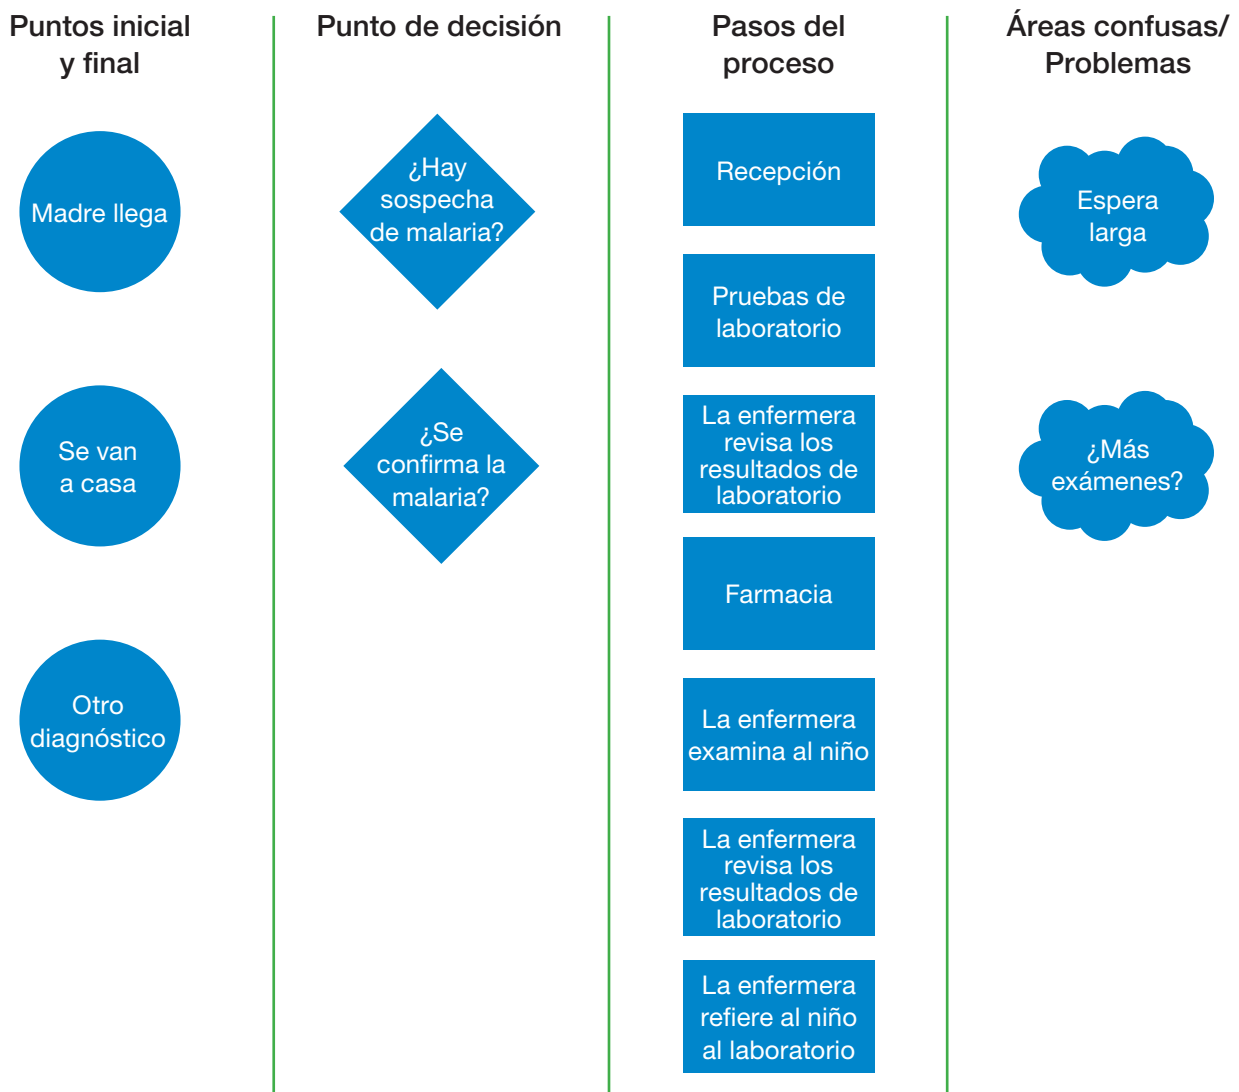 Puntos inicial
y final
Madre llega
Se van
a casa
Otro
diagnóstico
Punto de decisión
¿Hay
sospecha
de malaria?
¿Se
confirma la
malaria?
Pasos del
proceso
Recepción
Pruebas de
laboratorio
La enfermera
revisa los
resultados de
laboratorio
Farmacia
La enfermera
examina al niño
La enfermera
revisa los
resultados de
laboratorio
La enfermera
refiere al niño
al laboratorio
Áreas confusas/
Problemas
Espera
larga
¿Más
exámenes?